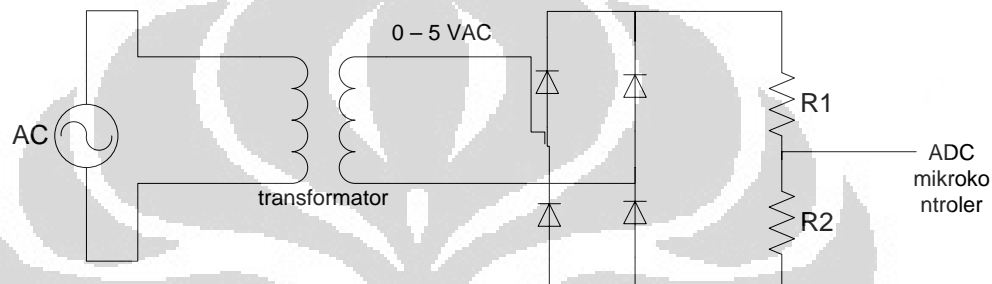 0 – 5 VAC
AC
transformator
R1
ADC
mikroko
ntroler
R2